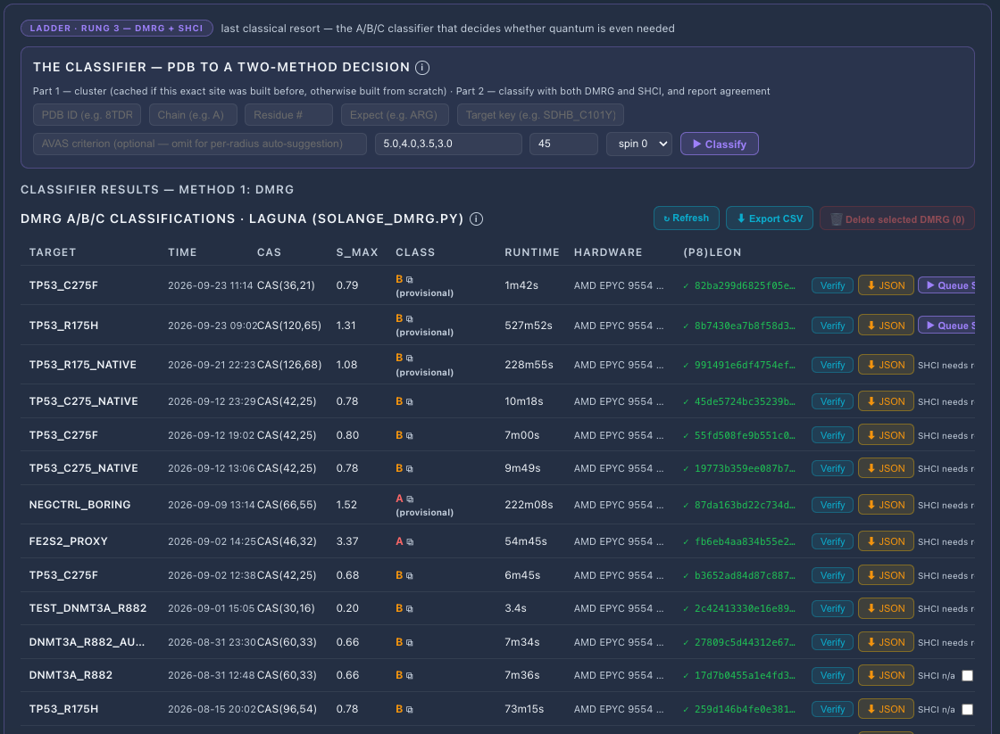 LADDER · RUNG 3 — DMRG + SHCI last classical resort — the A/B/C classifier that decides whether quantum is even needed
THE CLASSIFIER — PDB TO A TWO-METHOD DECISION i
Part 1 — cluster (cached if this exact site was built before, otherwise built from scratch) · Part 2 — classify with both DMRG and SHCI, and report agreement
PDB ID (e.g. 8TDR Chain (e.g. A) Residue # Expect (e.g. ARG) Target key (e.g. SDHB_C101Y)
AVAS criterion (optional — omit for per-radius auto-suggestion) 5.0,4.0,3.5,3.0 45 spin 0 ▶ Classify
CLASSIFIER RESULTS — METHOD 1: DMRG
DMRG A/B/C CLASSIFICATIONS · LAGUNA (SOLANGE_DMRG.PY) i ↻ Refresh ⬇ Export CSV 🗑 Delete selected DMRG (0)
TARGET TIME CAS S_MAX CLASS RUNTIME HARDWARE (P8)LEON
TP53_C275F 2026-09-23 11:14 CAS(36,21) 0.79 B (provisional) 1m42s AMD EPYC 9554 ... ✓ 82ba299d6825f05e… Verify ⬇ JSON ▶ Queue S
TP53_R175H 2026-09-23 09:02 CAS(120,65) 1.31 B (provisional) 527m52s AMD EPYC 9554 ... ✓ 8b7430ea7b8f58d3… Verify ⬇ JSON ▶ Queue S
TP53_R175_NATIVE 2026-09-21 22:23 CAS(126,68) 1.08 B (provisional) 228m55s AMD EPYC 9554 ... ✓ 991491e6df4754ef… Verify ⬇ JSON SHCI needs r
TP53_C275_NATIVE 2026-09-12 23:29 CAS(42,25) 0.78 B 10m18s AMD EPYC 9554 ... ✓ 45de5724bc35239b… Verify ⬇ JSON SHCI needs r
TP53_C275F 2026-09-12 19:02 CAS(42,25) 0.80 B 7m00s AMD EPYC 9554 ... ✓ 55fd508fe9b551c0… Verify ⬇ JSON SHCI needs r
TP53_C275_NATIVE 2026-09-12 13:06 CAS(42,25) 0.78 B 9m49s AMD EPYC 9554 ... ✓ 19773b359ee087b7… Verify ⬇ JSON SHCI needs r
NEGCTRL_BORING 2026-09-09 13:14 CAS(66,55) 1.52 A (provisional) 222m08s AMD EPYC 9554 ... ✓ 87da163bd22c734d… Verify ⬇ JSON SHCI needs r
FE2S2_PROXY 2026-09-02 14:25 CAS(46,32) 3.37 A 54m45s AMD EPYC 9554 ... ✓ fb6eb4aa834b55e2… Verify ⬇ JSON SHCI needs r
TP53_C275F 2026-09-02 12:38 CAS(42,25) 0.68 B 6m45s AMD EPYC 9554 ... ✓ b3652ad84d87c887… Verify ⬇ JSON SHCI needs r
TEST_DNMT3A_R882 2026-09-01 15:05 CAS(30,16) 0.20 B 3.4s AMD EPYC 9554 ... ✓ 2c42413330e16e89… Verify ⬇ JSON SHCI needs r
DNMT3A_R882_AU... 2026-08-31 23:30 CAS(60,33) 0.66 B 7m34s AMD EPYC 9554 ... ✓ 27809c5d44312e67… Verify ⬇ JSON SHCI needs r
DNMT3A_R882 2026-08-31 12:48 CAS(60,33) 0.66 B 7m36s AMD EPYC 9554 ... ✓ 17d7b0455a1e4fd3… Verify ⬇ JSON SHCI n/a
TP53_R175H 2026-08-15 20:02 CAS(96,54) 0.78 B 73m15s AMD EPYC 9554 ... ✓ 259d146b4fe0e381… Verify ⬇ JSON SHCI n/a